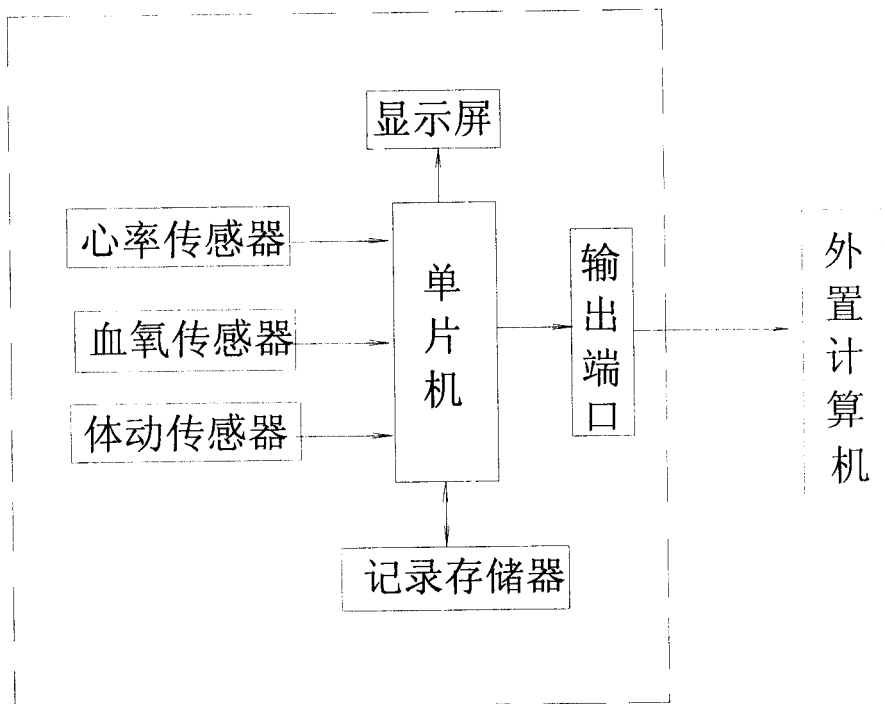 显示屏
心率传感器
血氧传感器
体动传感器
单片机
输出端口
外置计算机
记录存储器